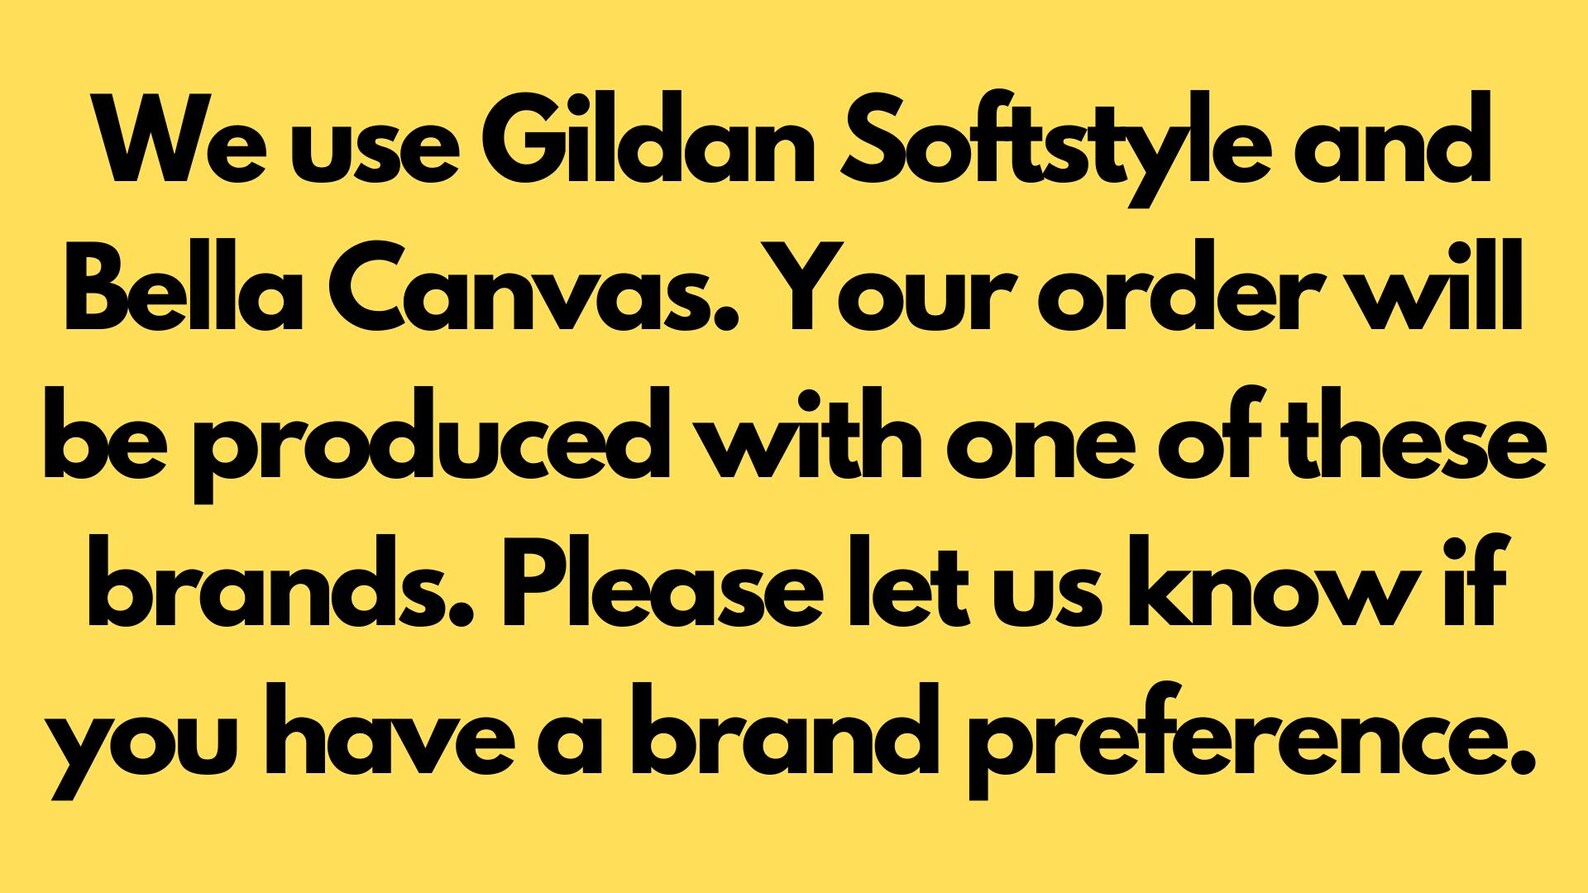 We use Gildan Softstyle and
Bella Canvas. Your order will
be produced with one of these
brands. Please let us know if
you have a brand preference.